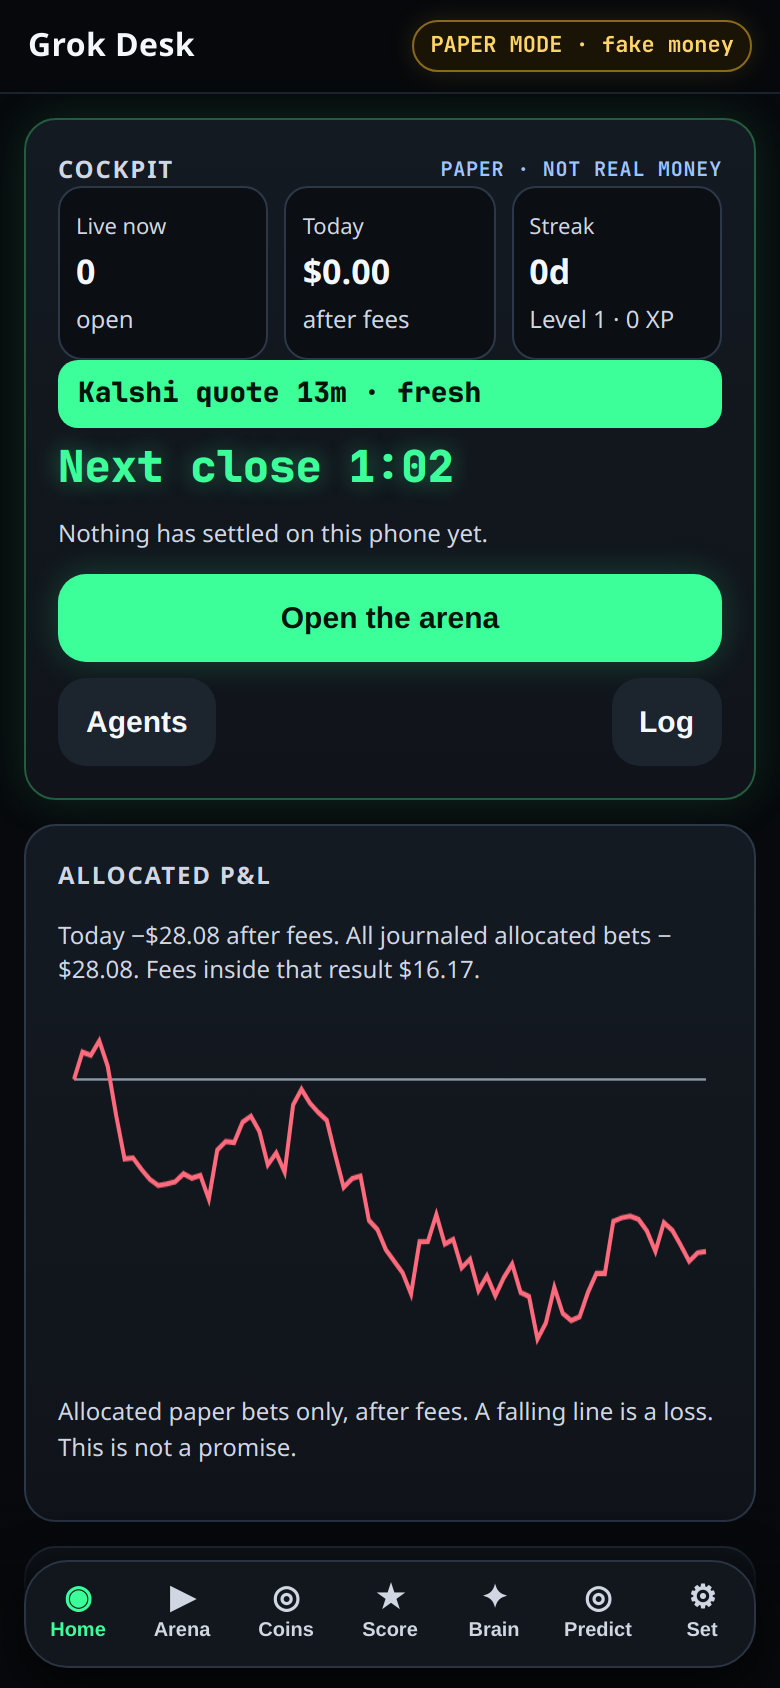 Grok Desk
PAPER MODE · fake money
COCKPIT
PAPER · NOT REAL MONEY
Live now
0
open
Today
$0.00
after fees
Streak
0d
Level 1 · 0 XP
Kalshi quote 13m · fresh
Next close 1:02
Nothing has settled on this phone yet.
Open the arena
Agents
Log
ALLOCATED P&L
Today −$28.08 after fees. All journaled allocated bets −
$28.08. Fees inside that result $16.17.
Allocated paper bets only, after fees. A falling line is a loss.
This is not a promise.
Home
Arena
Coins
Score
Brain
Predict
Set